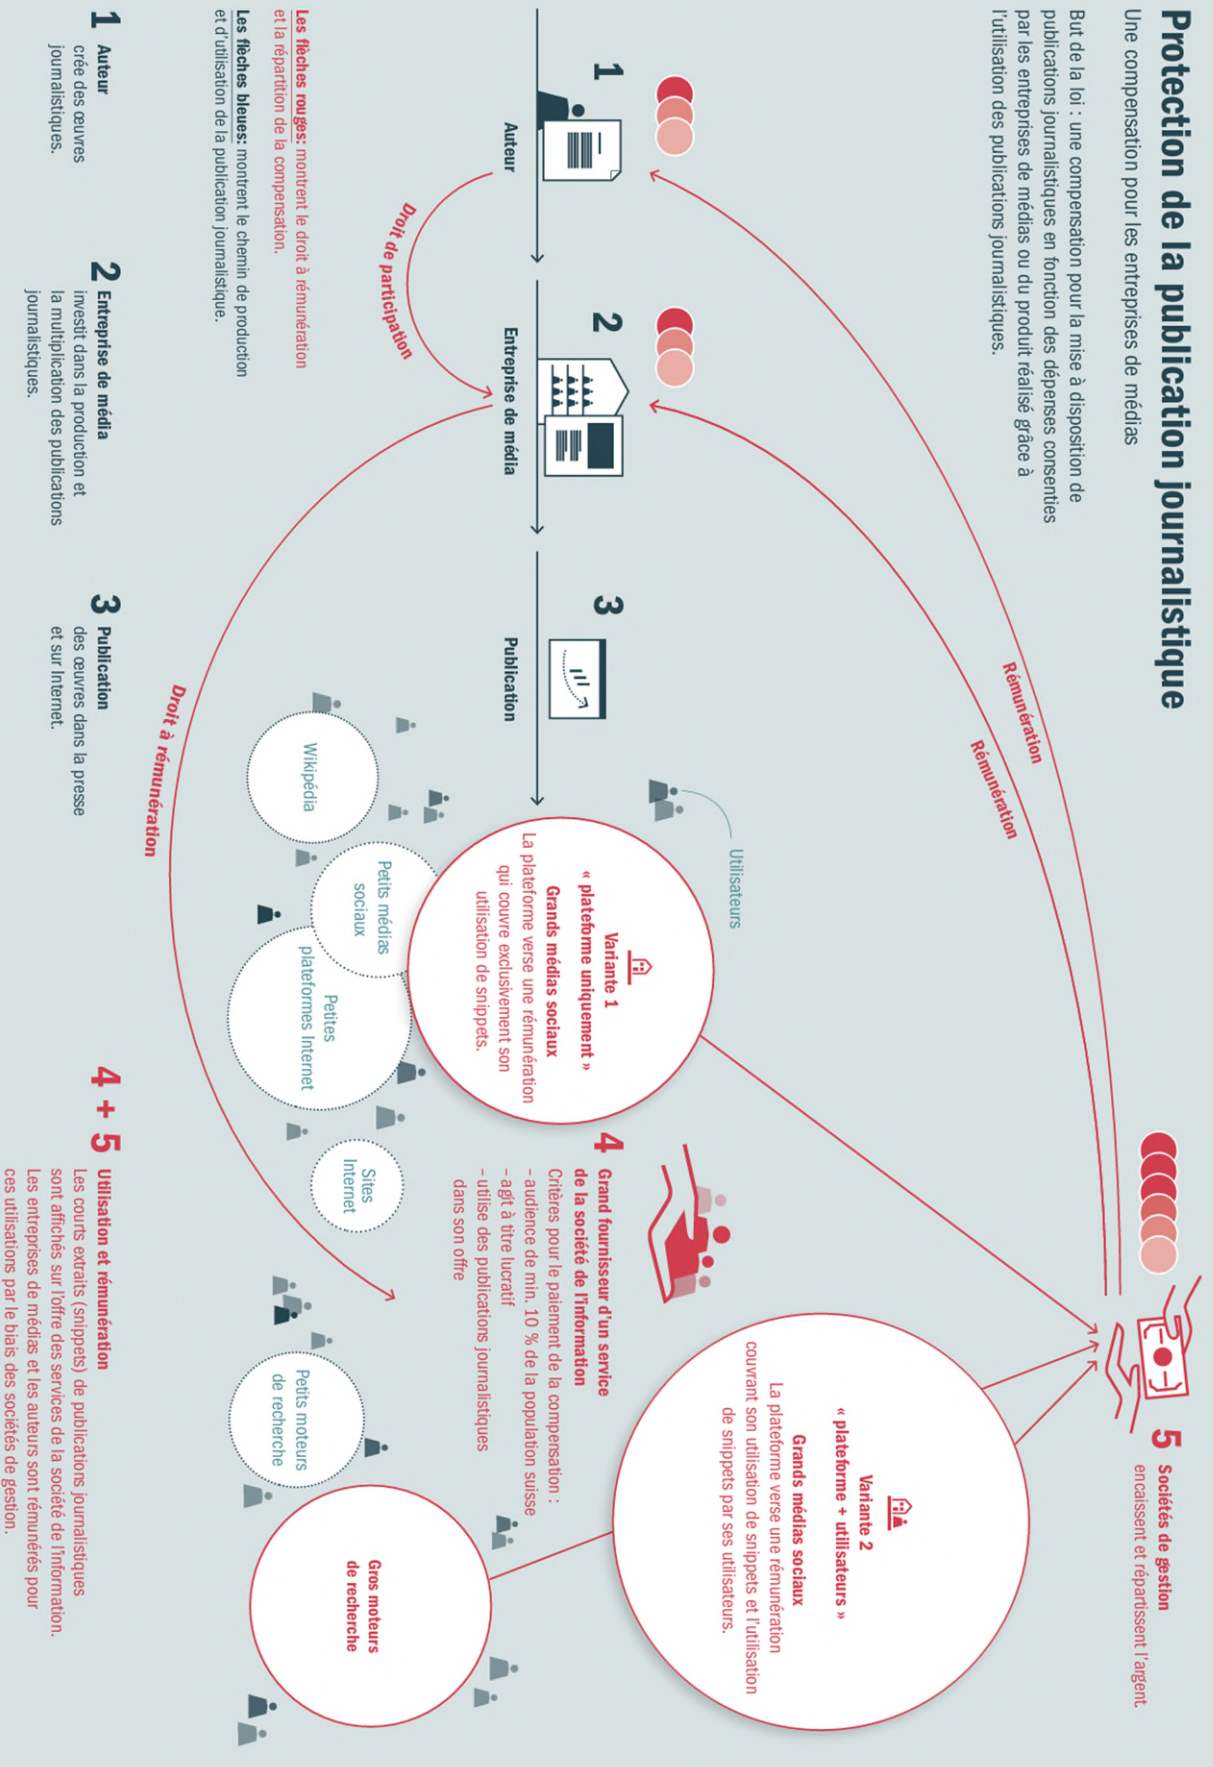 Protection de la publication journalistique
Une compensation pour les entreprises de médias
But de la loi : une compensation pour la mise à disposition de
publications journalistiques en fonction des dépenses consenties
par les entreprises de médias ou du produit réalisé grâce à
l'utilisation des publications journalistiques.
Rémunération
Rémunération
5 Sociétés de gestion
encaissent et répartissent l'argent.
1
Auteur
2
Entreprise de média
3
Publication
Droit de participation
Utilisateurs
Variante 1
« plateforme uniquement »
Grands médias sociaux
La plateforme verse une rémunération
qui couvre exclusivement son
utilisation de snippets.
Variante 2
« plateforme + utilisateurs »
Grands médias sociaux
La plateforme verse une rémunération
couvrant son utilisation de snippets et l'utilisation
de snippets par ses utilisateurs.
4 Grand fournisseur d'un service
de la société de l'information
Critères pour le paiement de la compensation :
- audience de min. 10 % de la population suisse
- agit à titre lucratif
- utilise des publications journalistiques
dans son offre
Wikipédia
Petits médias
sociaux
Petites
plateformes Internet
Sites
Internet
Petits moteurs
de recherche
Gros moteurs
de recherche
Droit à rémunération
Les flèches rouges: montrent le droit à rémunération
et la répartition de la compensation.
Les flèches bleues: montrent le chemin de production
et d'utilisation de la publication journalistique.
1 Auteur
crée des œuvres
journalistiques.
2 Entreprise de média
investit dans la production et
la multiplication des publications
journalistiques.
3 Publication
des œuvres dans la presse
et sur Internet.
4 + 5 Utilisation et rémunération
Les courts extraits (snippets) de publications journalistiques
sont affichés sur l'offre des services de la société de l'information.
Les entreprises de médias et les auteurs sont rémunérés pour
ces utilisations par le biais des sociétés de gestion.